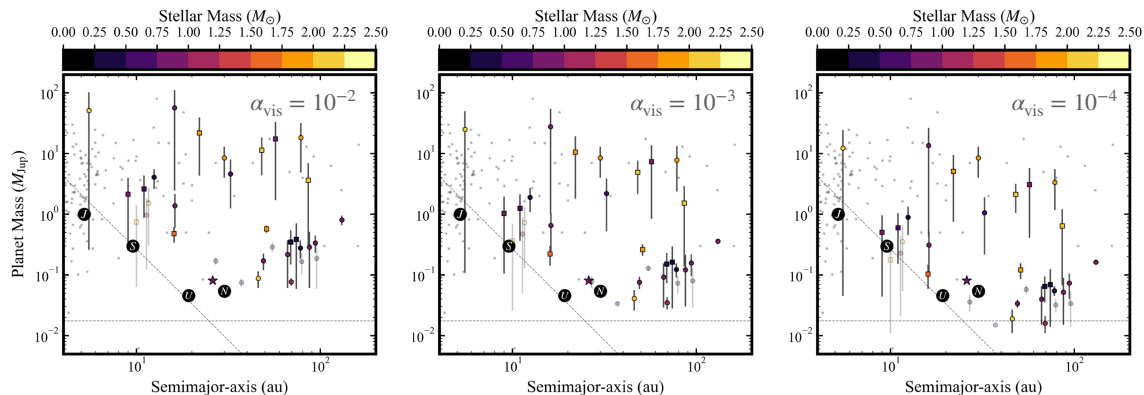 Stellar Mass (M☉) Stellar Mass (M☉) Stellar Mass (M☉)
0.00 0.25 0.50 0.75 1.00 1.25 1.50 1.75 2.00 2.25 2.50 0.00 0.25 0.50 0.75 1.00 1.25 1.50 1.75 2.00 2.25 2.50 0.00 0.25 0.50 0.75 1.00 1.25 1.50 1.75 2.00 2.25 2.50
α_vis = 10⁻² α_vis = 10⁻³ α_vis = 10⁻⁴
Planet Mass (M_Jup)
10² 10² 10²
10¹ 10¹ 10¹
10⁰ 10⁰ 10⁰
10⁻¹ 10⁻¹ 10⁻¹
10⁻² 10⁻² 10⁻²
J S U N J S U N J S U N
10¹ 10² 10¹ 10² 10¹ 10²
Semimajor-axis (au) Semimajor-axis (au) Semimajor-axis (au)